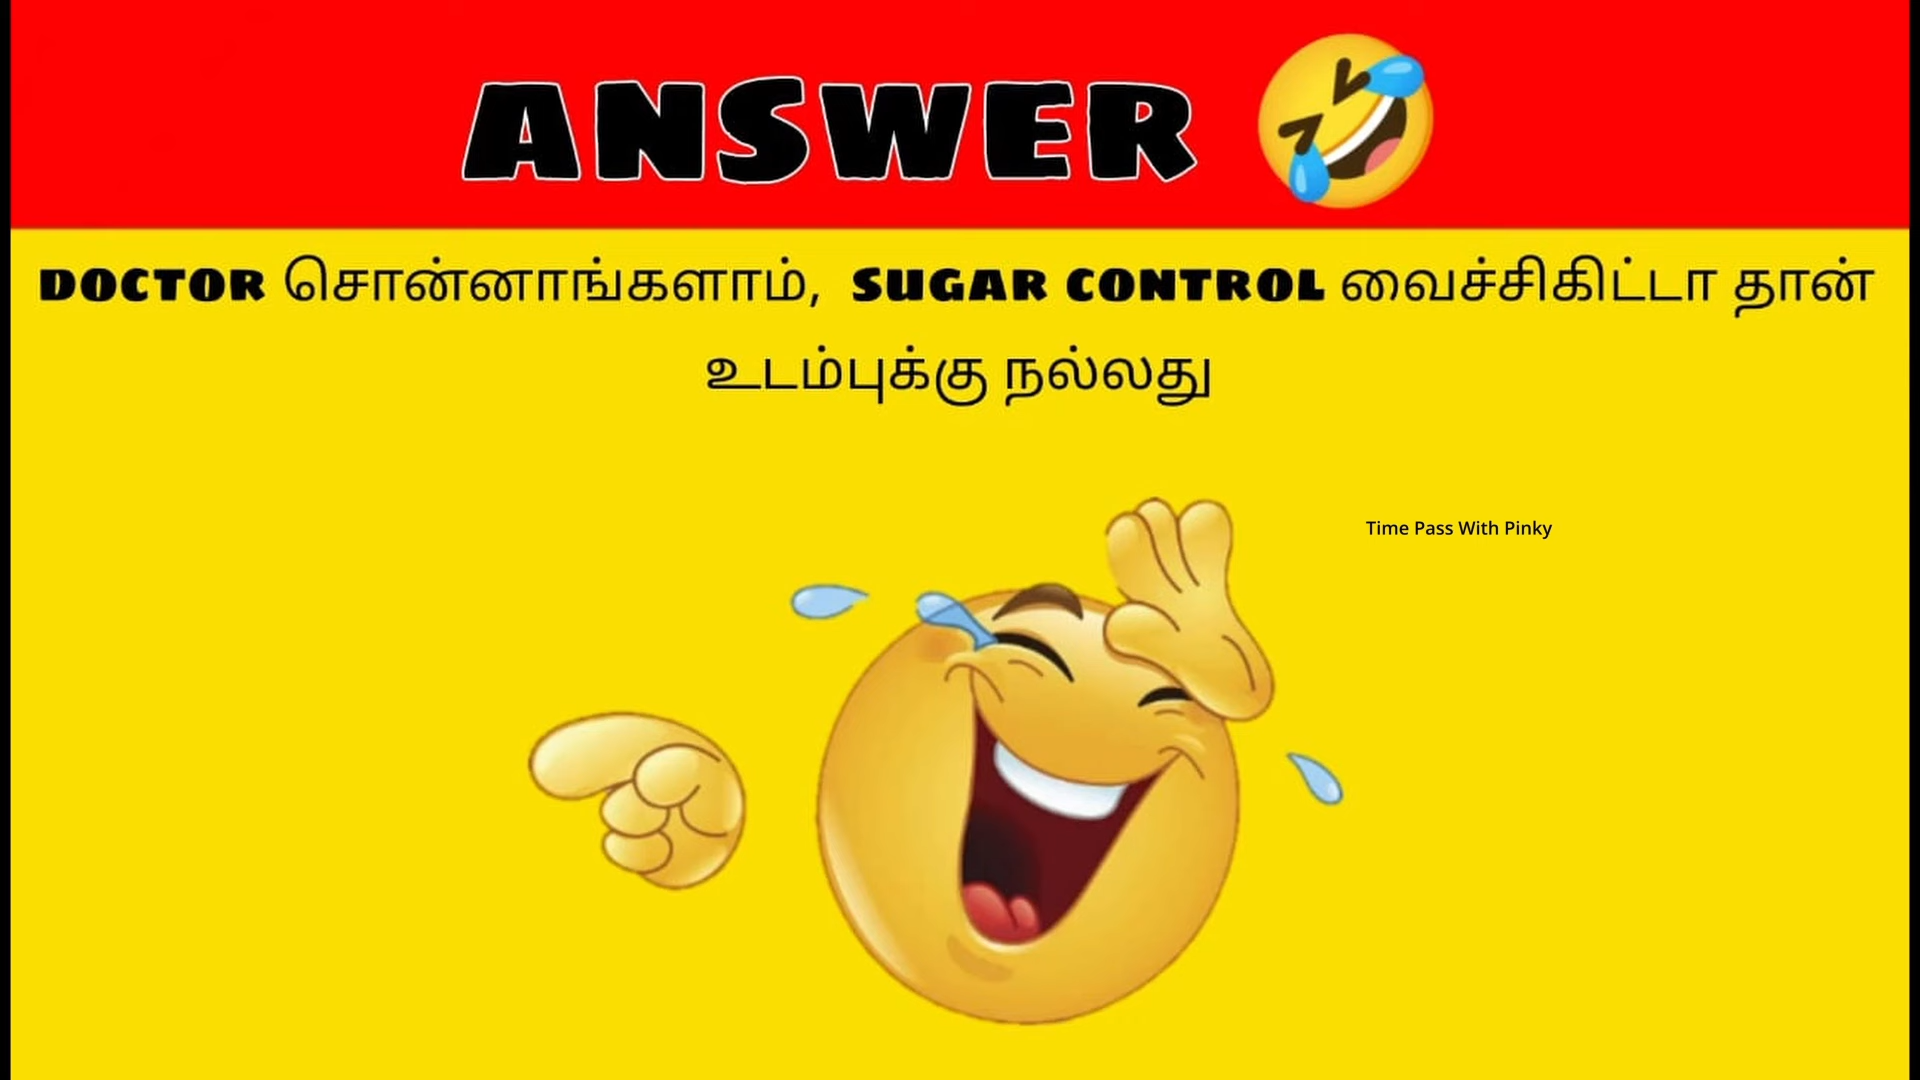 ANSWER
DOCTOR சொன்னாங்களாம், SUGAR CONTROL வைச்சிகிட்டா தான்
உடம்புக்கு நல்லது
Time Pass With Pinky